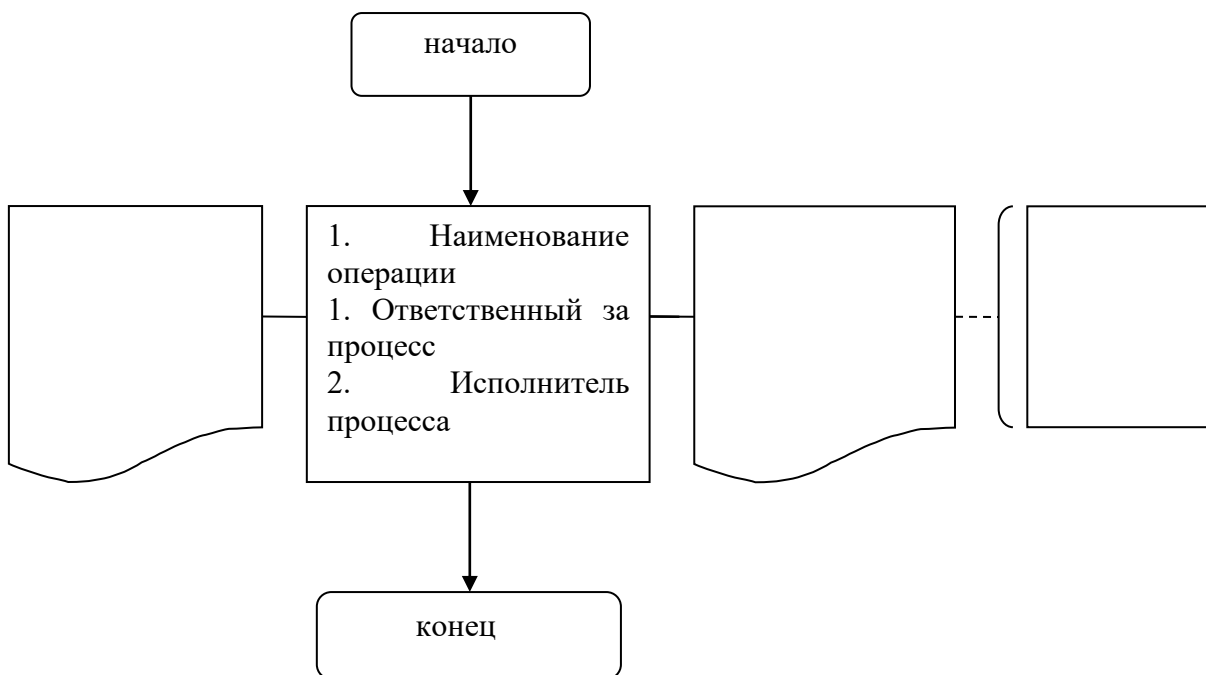 начало
1. Наименование
операции
1. Ответственный за
процесс
2. Исполнитель
процесса
конец